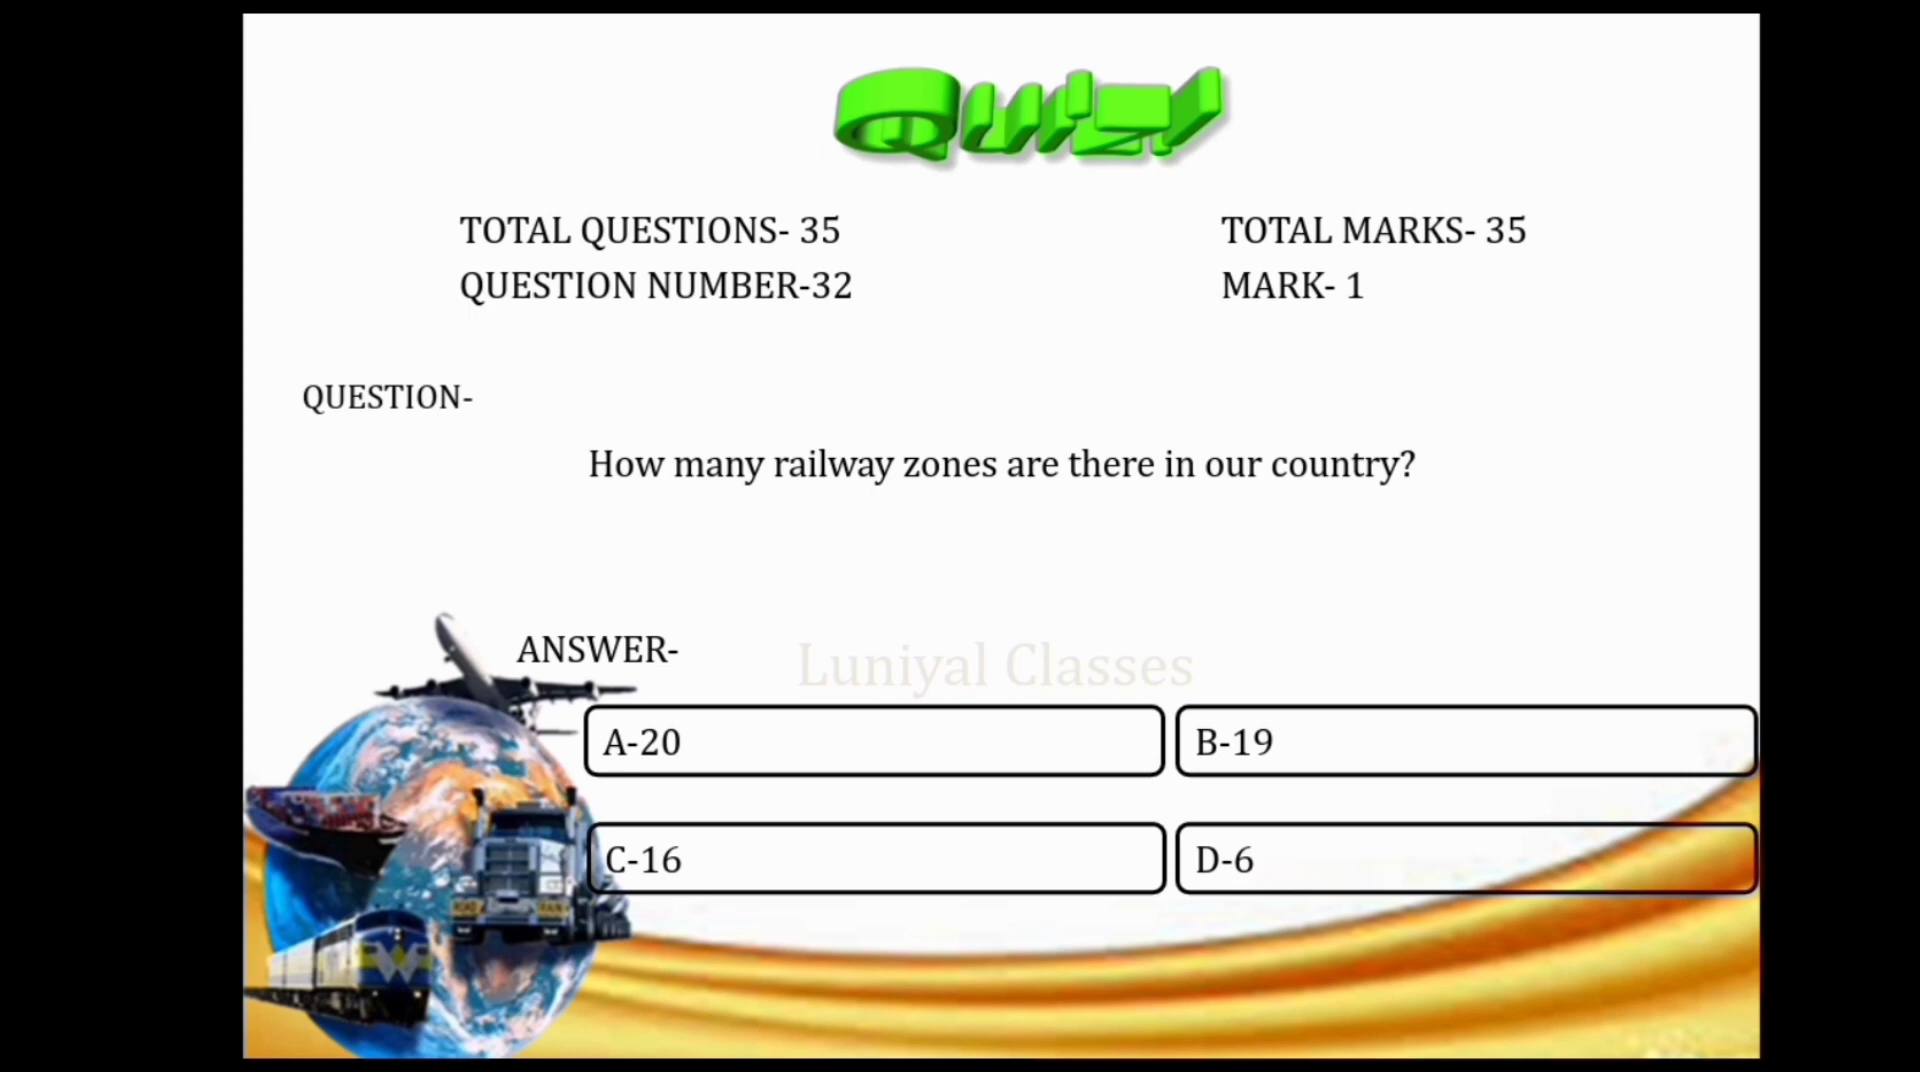 Quiz!
TOTAL QUESTIONS- 35
TOTAL MARKS- 35
QUESTION NUMBER-32
MARK- 1
QUESTION-
How many railway zones are there in our country?
ANSWER-
Luniyal Classes
A-20
B-19
C-16
D-6